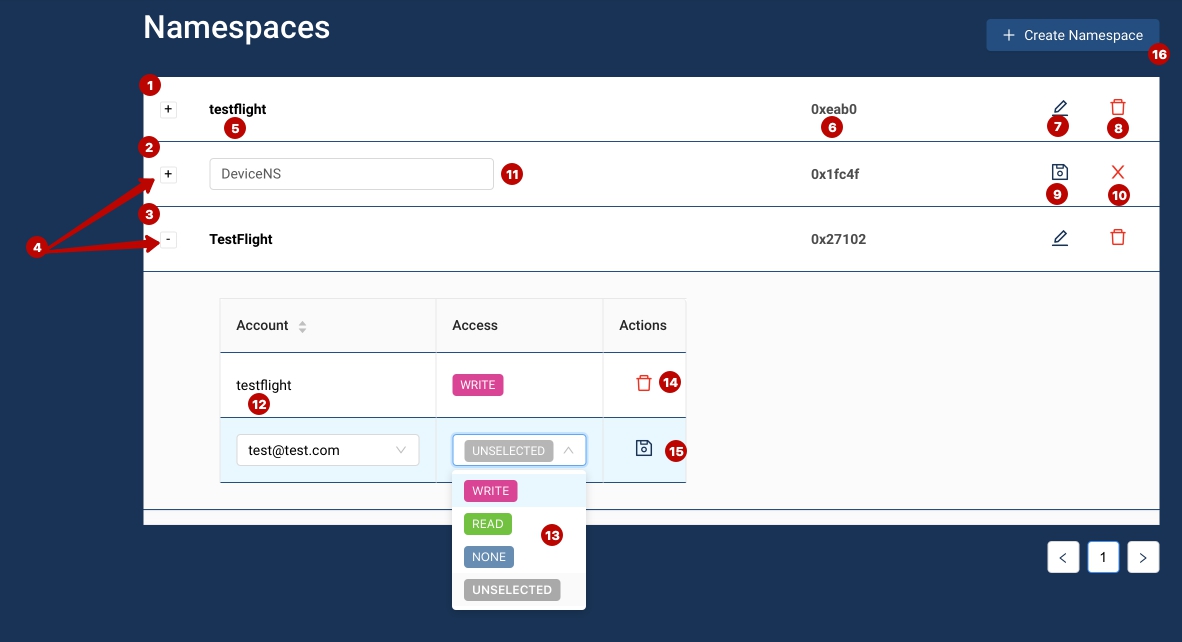 Namespaces
+ Create Namespace
16
1
+ testflight 0xeab0
5 6 7 8
2
+ DeviceNS 11 0x1fc4f
9 10
3
4
- TestFlight 0x27102
Account Access Actions
testflight WRITE 14
12
test@test.com UNSELECTED 15
WRITE
READ
13
NONE
UNSELECTED
< 1 >